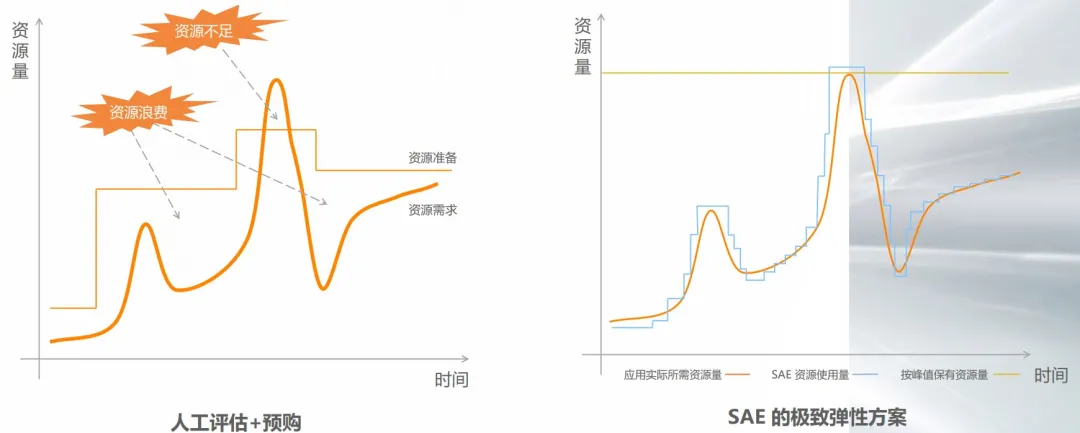 资源量
资源不足
资源浪费
资源准备
资源需求
时间
人工评估+预购
资源量
时间
应用实际所需资源量
SAE 资源使用量
按峰值保有资源量
SAE 的极致弹性方案